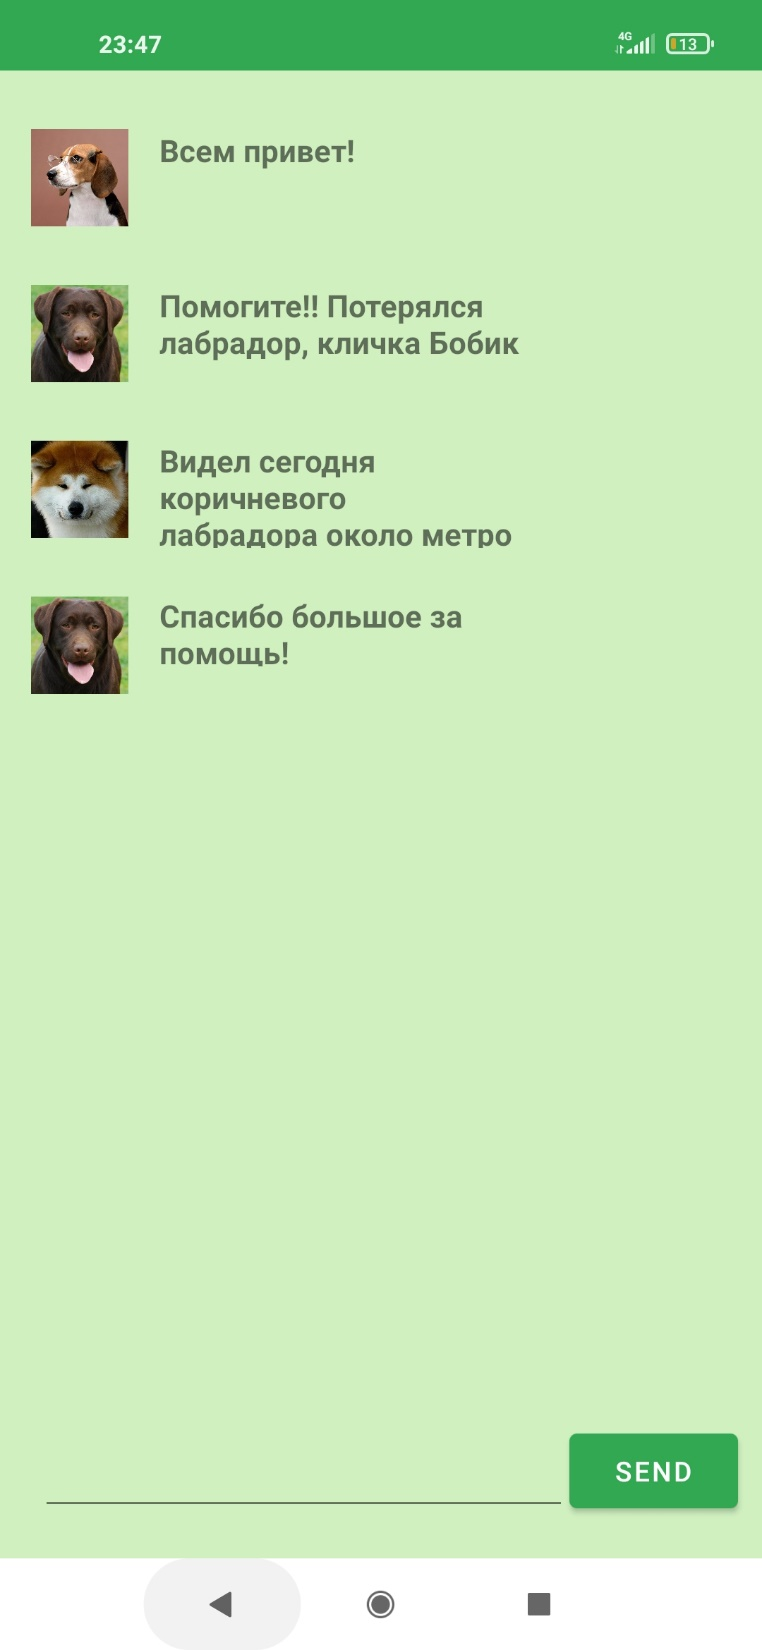 23:47
4G
13
Всем привет!
Помогите!! Потерялся
лабрадор, кличка Бобик
Видел сегодня
коричневого
лабрадора около метро
Спасибо большое за
помощь!
SEND